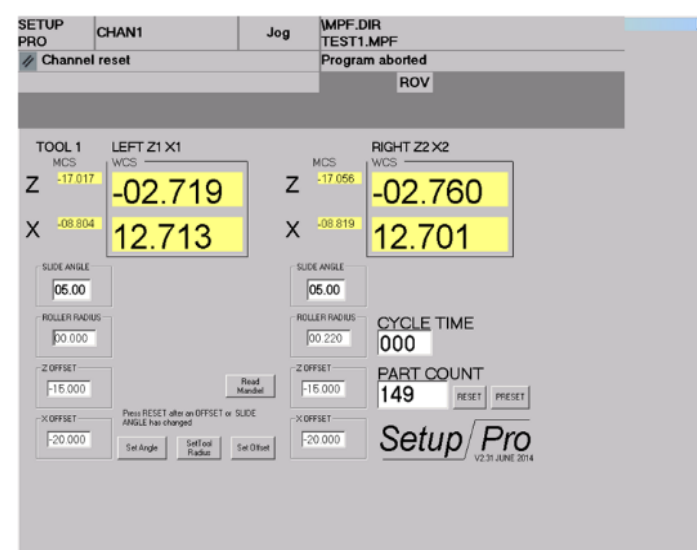 SETUP
PRO
CHAN1
Jog
\MPF.DIR
TEST1.MPF
Channel reset
Program aborted
ROV
TOOL 1
LEFT Z1 X1
RIGHT Z2 X2
MCS
WCS
MCS
WCS
Z
-17.017
-02.719
Z
-17.056
-02.760
X
-08.804
12.713
X
-08.819
12.701
SLIDE ANGLE
05.00
SLIDE ANGLE
05.00
ROLLER RADIUS
00.000
ROLLER RADIUS
00.220
CYCLE TIME
000
Z OFFSET
-15.000
Read
Mandrel
Z OFFSET
-15.000
PART COUNT
149
RESET
PRESET
X OFFSET
-20.000
Press RESET after an OFFSET or SLIDE
ANGLE has changed
Set Angle
Set Tool
Radius
Set Offset
X OFFSET
-20.000
Setup/Pro
V2.31 JUNE 2014